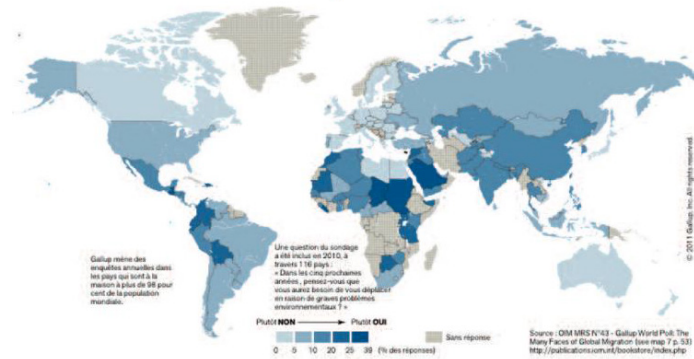 Gallup mène des
enquêtes annuelles dans
les pays qui sont à la
maison à plus de 98 pour
cent de la population
mondiale.
Une question du sondage
a été inclus en 2010, à
travers 116 pays :
« Dans les cinq prochaines
années , pensez-vous que
vous aurez besoin de vous déplacer
en raison de graves problèmes
environnementaux ? »
Plutôt NON Plutôt OUI
0 5 10 20 25 39 (% des réponses)
Sans réponse
Source : OIM MRS N°43 - Gallup World Poll: The
Many Faces of Global Migration (see map 7 p. 53)
http://publications.iom.int/bookstore/index.php
© 2011 Gallup, Inc. All rights reserved.